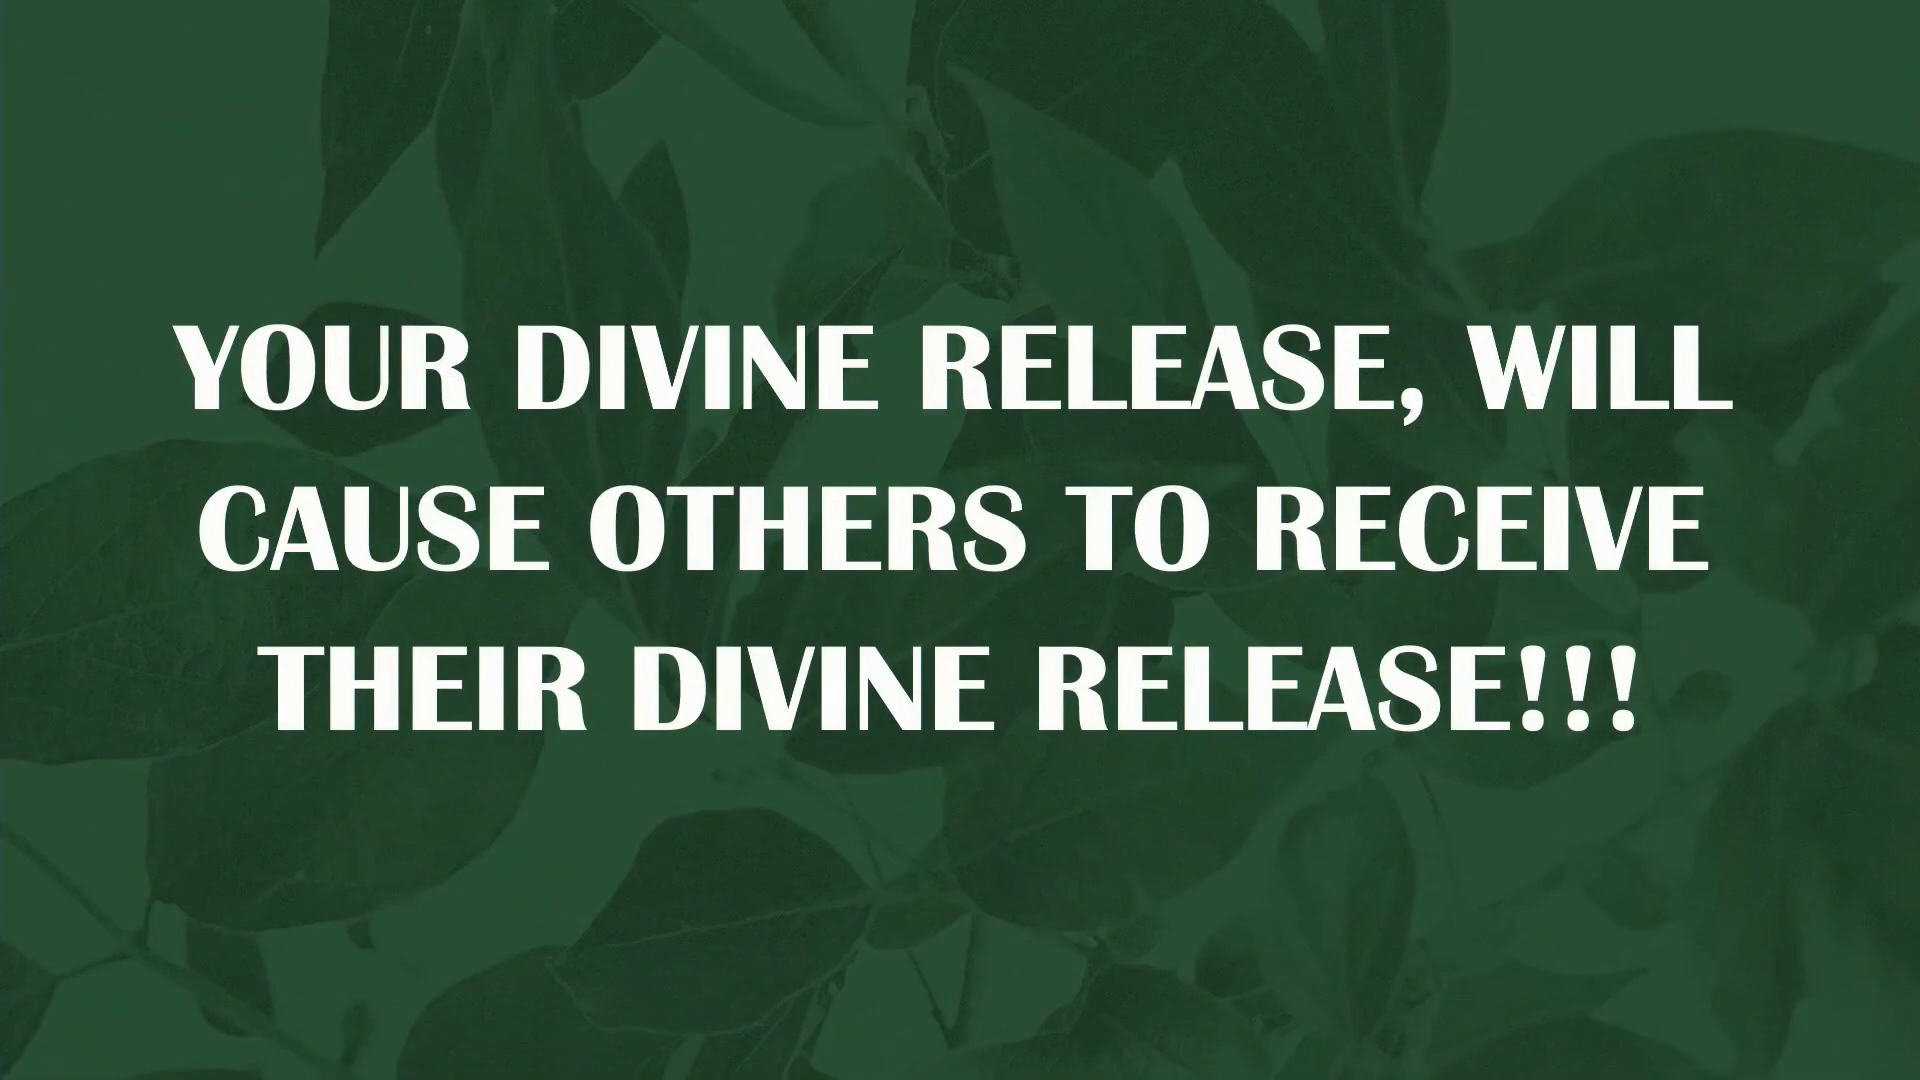 YOUR DIVINE RELEASE, WILL
CAUSE OTHERS TO RECEIVE
THEIR DIVINE RELEASE!!!